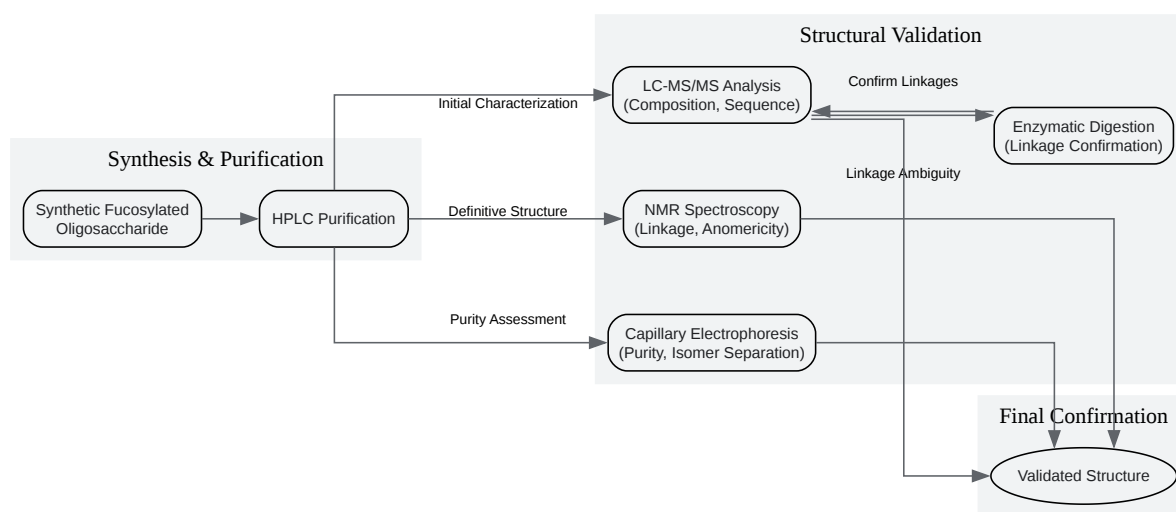 Structural Validation
LC-MS/MS Analysis
(Composition, Sequence)
Confirm Linkages
Initial Characterization
Enzymatic Digestion
(Linkage Confirmation)
Synthesis & Purification
Linkage Ambiguity
Synthetic Fucosylated
Oligosaccharide
HPLC Purification
Definitive Structure
NMR Spectroscopy
(Linkage, Anomericity)
Purity Assessment
Capillary Electrophoresis
(Purity, Isomer Separation)
Final Confirmation
Validated Structure